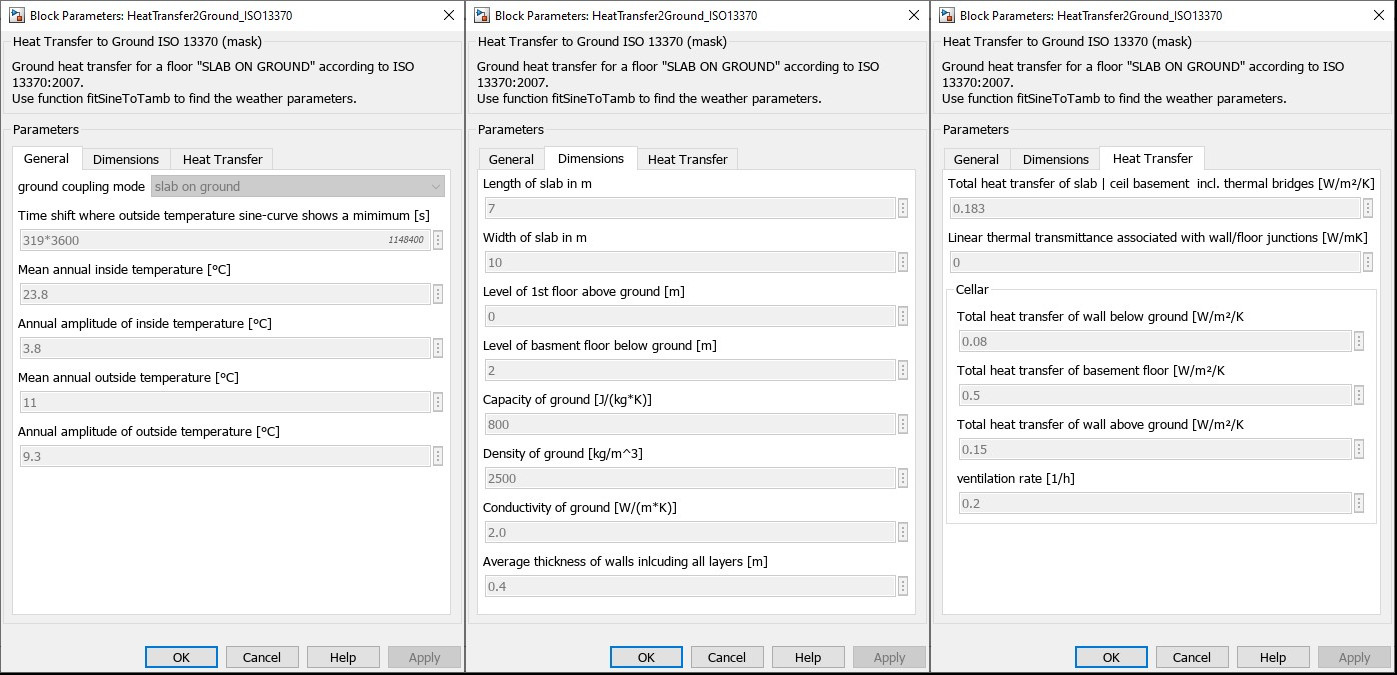 Block Parameters: HeatTransfer2Ground_ISO13370
Heat Transfer to Ground ISO 13370 (mask)
Ground heat transfer for a floor "SLAB ON GROUND" according to ISO
13370:2007.
Use function fitSineToTamb to find the weather parameters.
Parameters
General Dimensions Heat Transfer
ground coupling mode slab on ground
Time shift where outside temperature sine-curve shows a mimimum [s]
319*3600 1148400
Mean annual inside temperature [°C]
23.8
Annual amplitude of inside temperature [°C]
3.8
Mean annual outside temperature [°C]
11
Annual amplitude of outside temperature [°C]
9.3
OK Cancel Help Apply
Block Parameters: HeatTransfer2Ground_ISO13370
Heat Transfer to Ground ISO 13370 (mask)
Ground heat transfer for a floor "SLAB ON GROUND" according to ISO
13370:2007.
Use function fitSineToTamb to find the weather parameters.
Parameters
General Dimensions Heat Transfer
Length of slab in m
7
Width of slab in m
10
Level of 1st floor above ground [m]
0
Level of basment floor below ground [m]
2
Capacity of ground [J/(kg*K)]
800
Density of ground [kg/m^3]
2500
Conductivity of ground [W/(m*K)]
2.0
Average thickness of walls inlcuding all layers [m]
0.4
OK Cancel Help Apply
Block Parameters: HeatTransfer2Ground_ISO13370
Heat Transfer to Ground ISO 13370 (mask)
Ground heat transfer for a floor "SLAB ON GROUND" according to ISO
13370:2007.
Use function fitSineToTamb to find the weather parameters.
Parameters
General Dimensions Heat Transfer
Total heat transfer of slab | ceil basement incl. thermal bridges [W/m²/K]
0.183
Linear thermal transmittance associated with wall/floor junctions [W/mK]
0
Cellar
Total heat transfer of wall below ground [W/m²/K
0.08
Total heat transfer of basement floor [W/m²/K
0.5
Total heat transfer of wall above ground [W/m²/K
0.15
ventilation rate [1/h]
0.2
OK Cancel Help Apply